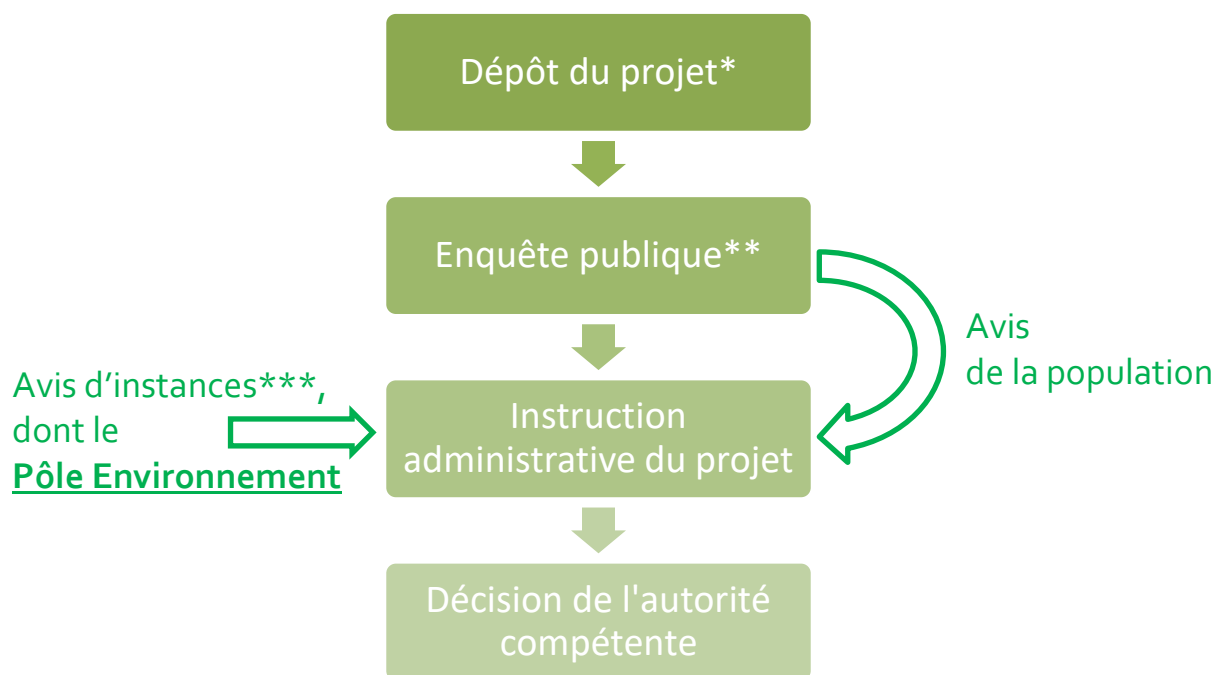 Dépôt du projet*
Enquête publique**
Avis
de la population
Avis d’instances***,
dont le
Pôle Environnement
Instruction
administrative du projet
Décision de l'autorité
compétente